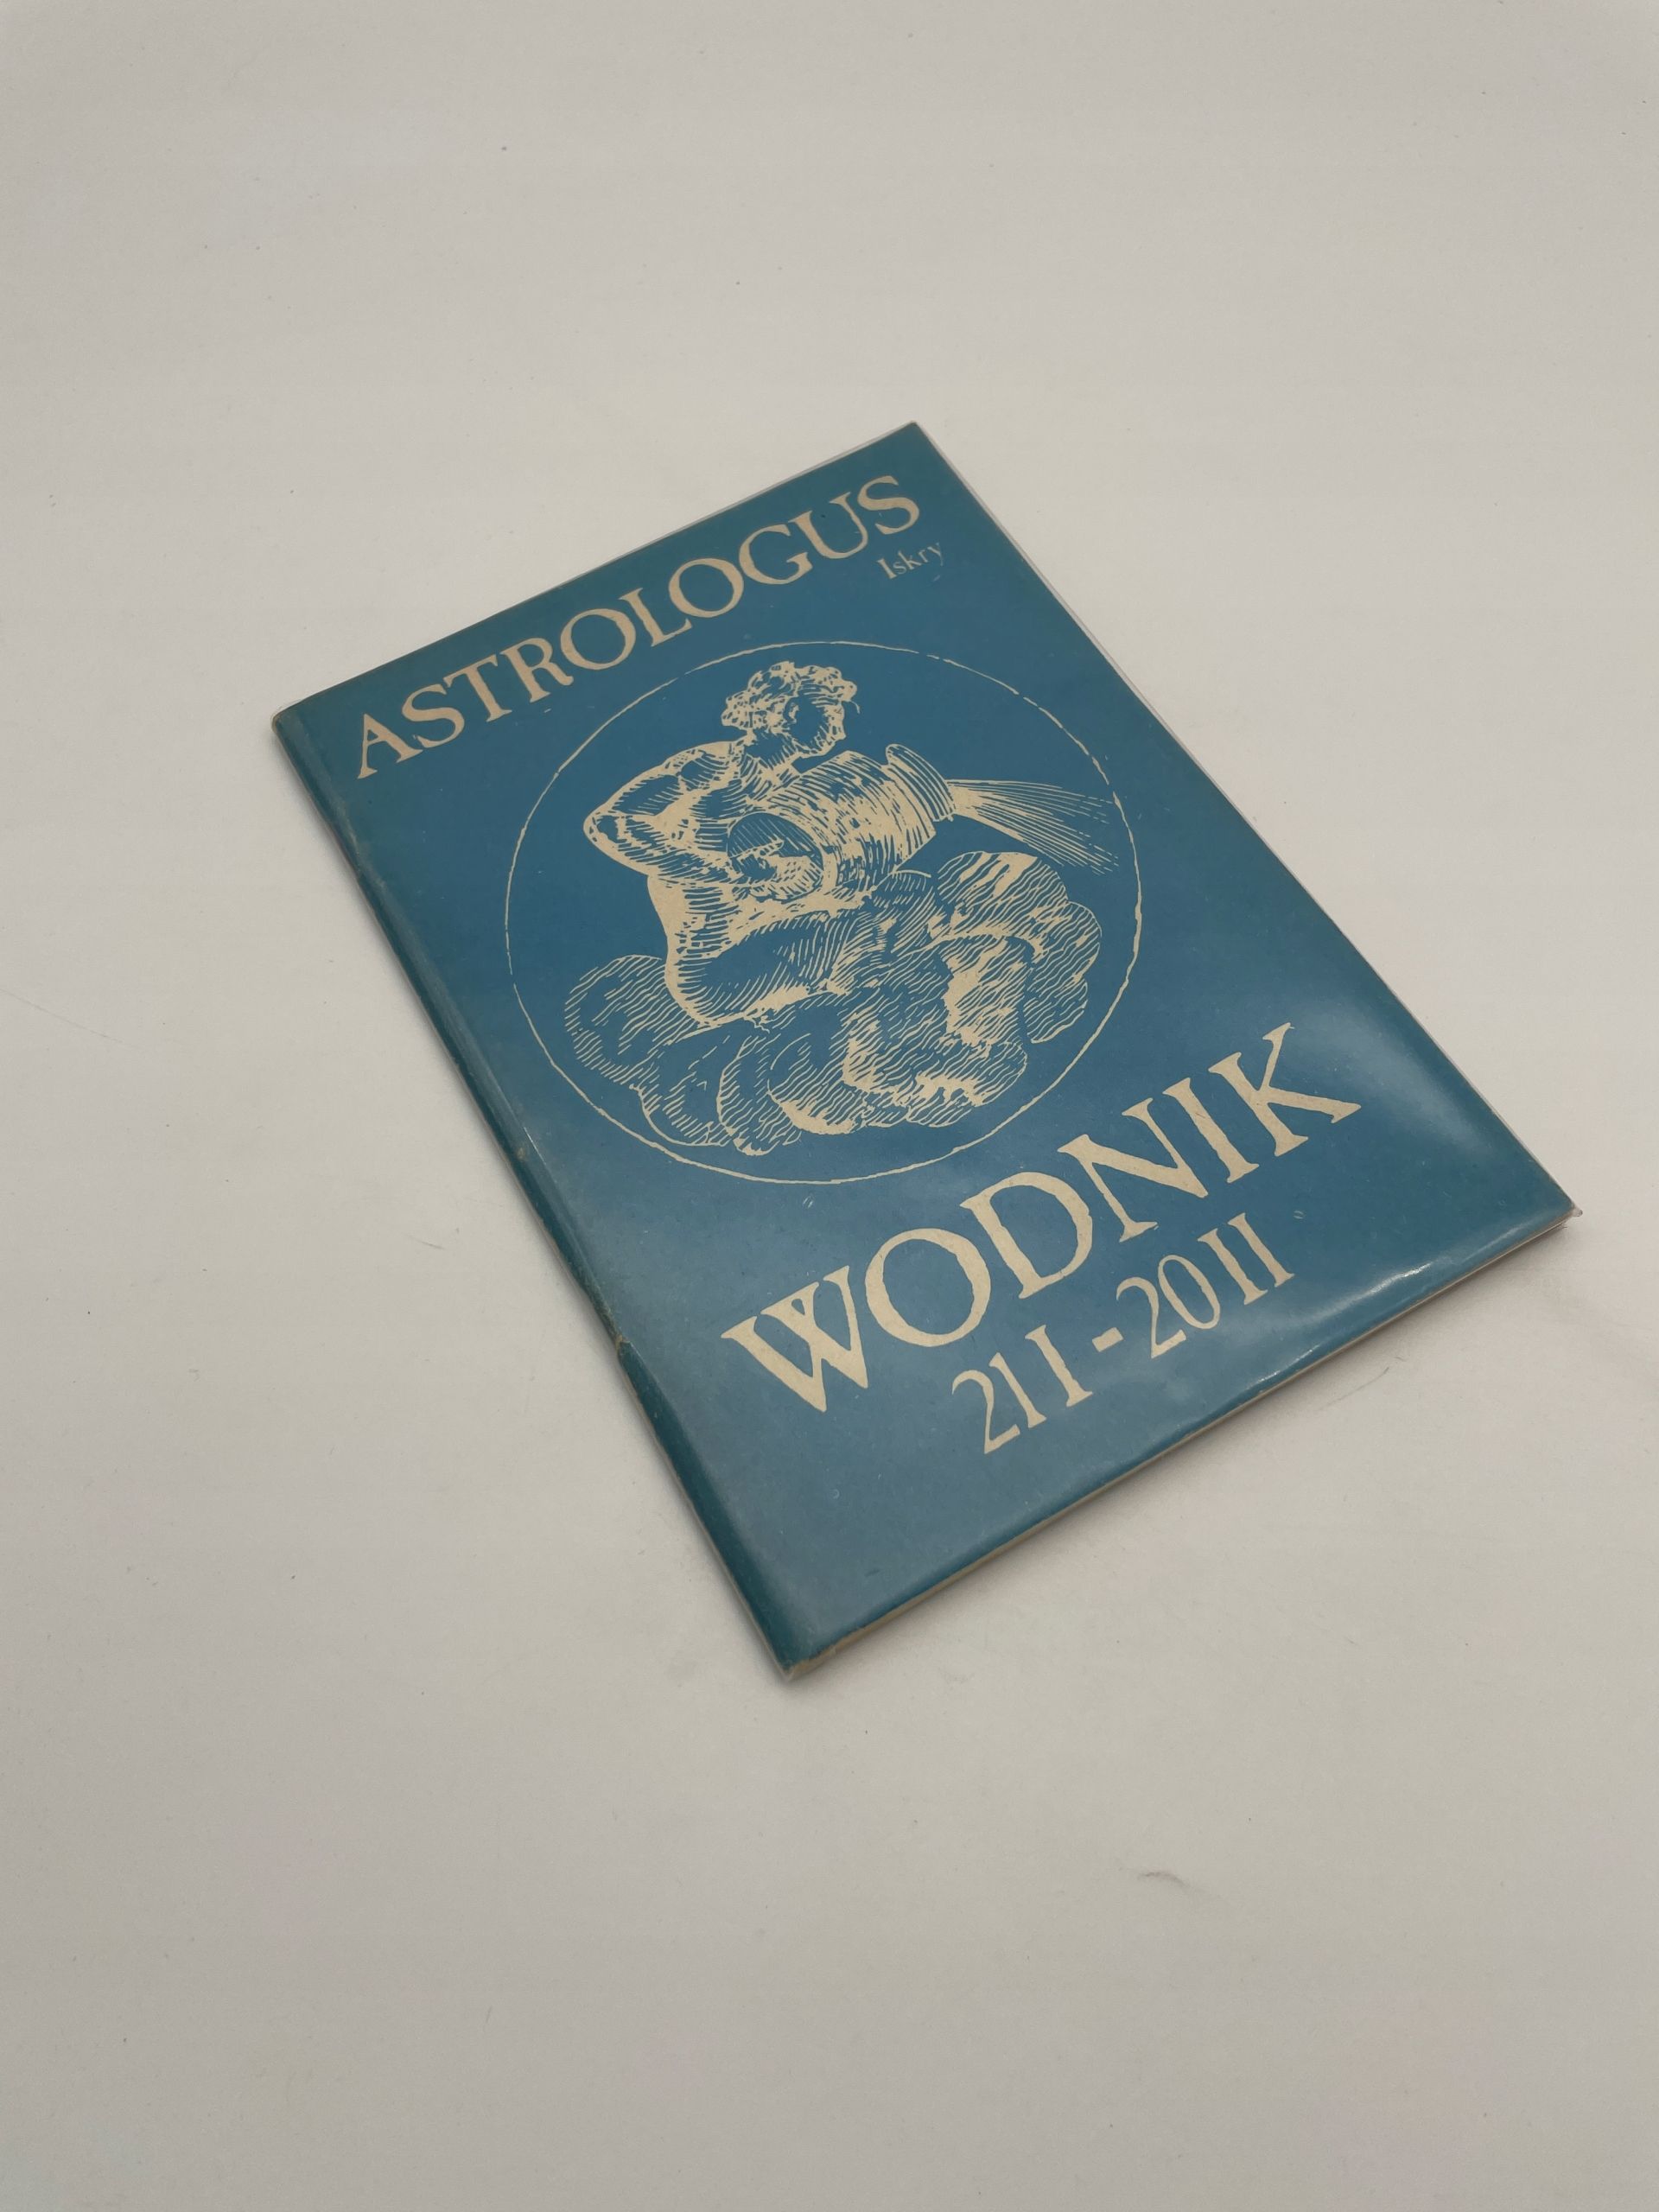 ASTROLOGUS
Iskry
WODNIK
21 I - 20 II